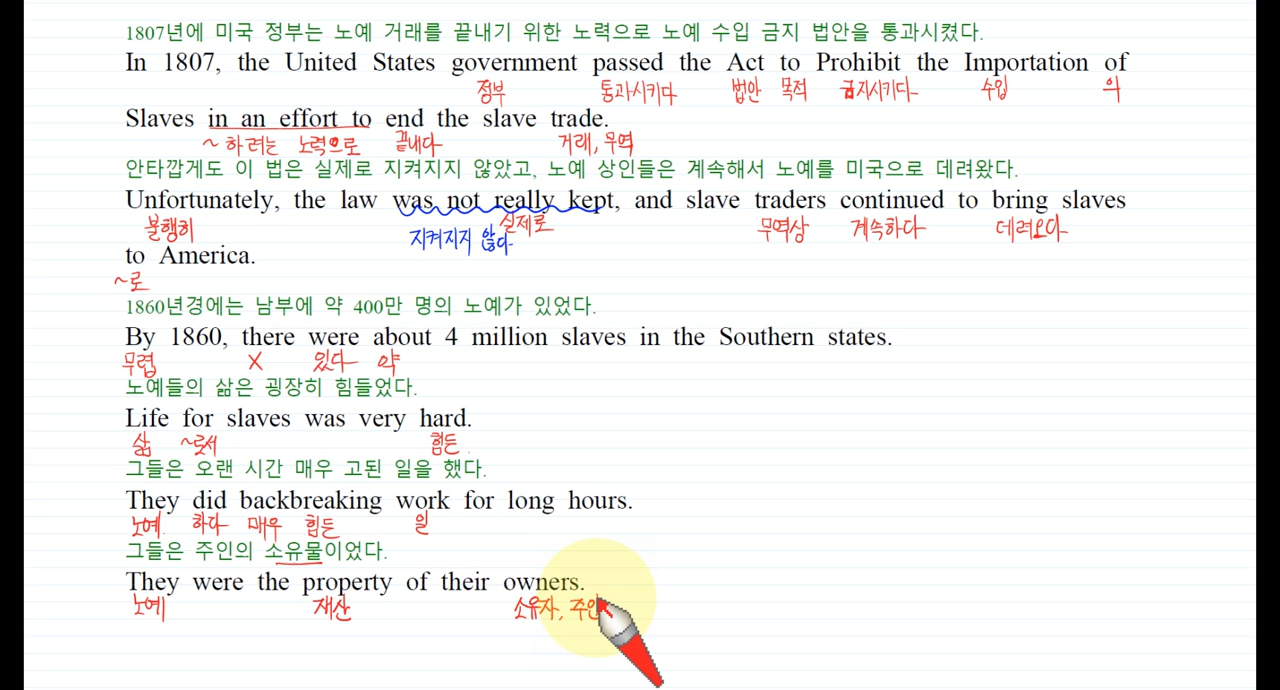 1807년에 미국 정부는 노예 거래를 끝내기 위한 노력으로 노예 수입 금지 법안을 통과시켰다.
In 1807, the United States government passed the Act to Prohibit the Importation of
정부 통과시키다 법안 목적 금지시키다 수입 의
Slaves in an effort to end the slave trade.
~하려는 노력으로 끝내다 거래, 무역
안타깝게도 이 법은 실제로 지켜지지 않았고, 노예 상인들은 계속해서 노예를 미국으로 데려왔다.
Unfortunately, the law was not really kept, and slave traders continued to bring slaves
불행히 지켜지지 않다 실제로 무역상 계속하다 데려오다
to America.
~로
1860년경에는 남부에 약 400만 명의 노예가 있었다.
By 1860, there were about 4 million slaves in the Southern states.
무렵 X 있다 약
노예들의 삶은 굉장히 힘들었다.
Life for slaves was very hard.
삶 ~로서 힘든
그들은 오랜 시간 매우 고된 일을 했다.
They did backbreaking work for long hours.
노예 하다 매우 힘든 일
그들은 주인의 소유물이었다.
They were the property of their owners.
노예 재산 소유자, 주인